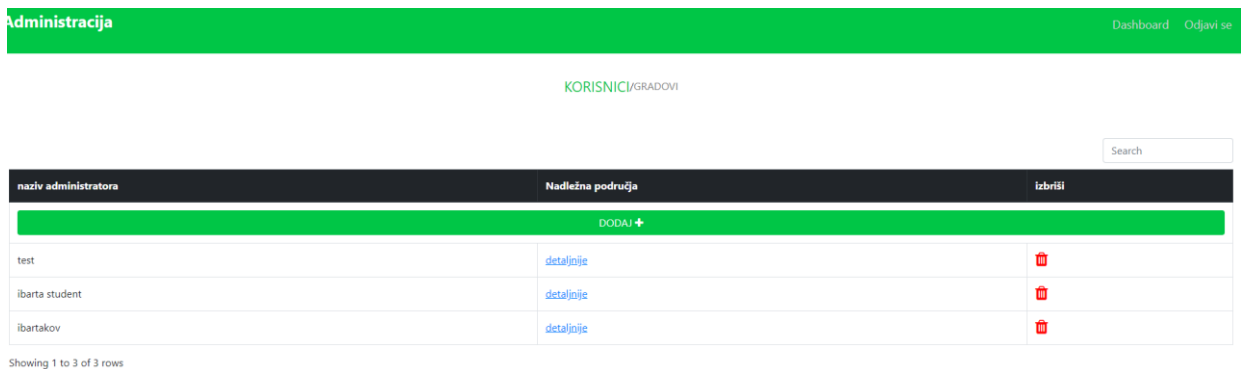 Administracija Dashboard Odjavi se
KORISNICI/GRADOVI
Search
naziv administratora Nadležna područja izbriši
DODAJ +
test detaljnije
ibarta student detaljnije
ibartakov detaljnije
Showing 1 to 3 of 3 rows